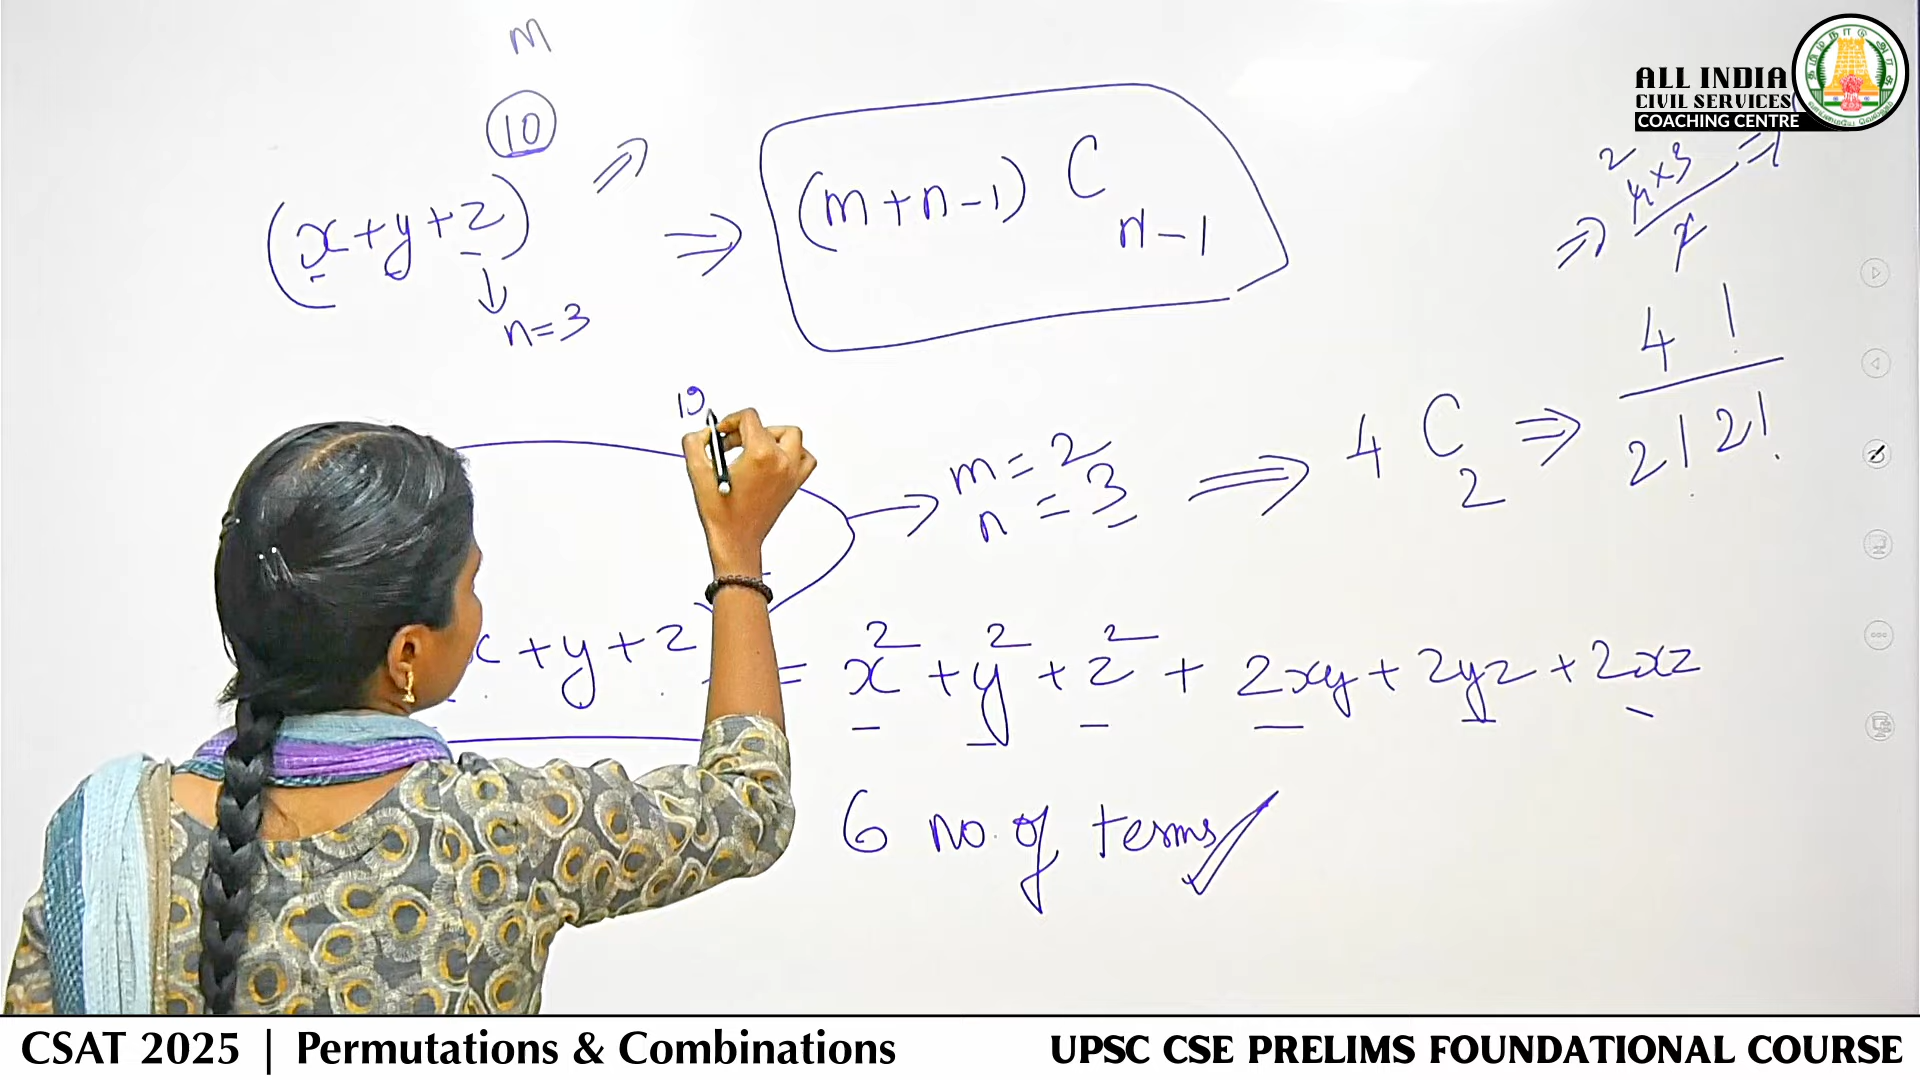 m
10
(x+y+z) ⇒
n=3
⇒ (m+n-1) C n-1
ALL INDIA
CIVIL SERVICES
COACHING CENTRE
⇒ 4×3 ⇒
2
2
19
m = 2
n = 3
⇒ 4 C 2 ⇒ 4! / 2! 2!
x+y+z = x² + y² + z² + 2xy + 2yz + 2xz
6 no. of terms
CSAT 2025 | Permutations & Combinations
UPSC CSE PRELIMS FOUNDATIONAL COURSE